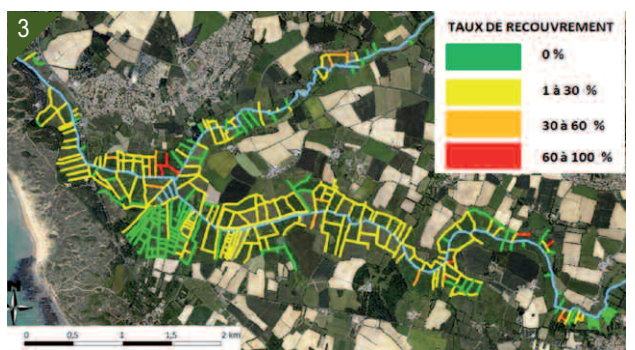 3
TAUX DE RECOUVREMENT
0 %
1 à 30 %
30 à 60 %
60 à 100 %
N
0 0,5 1 1,5 2 km